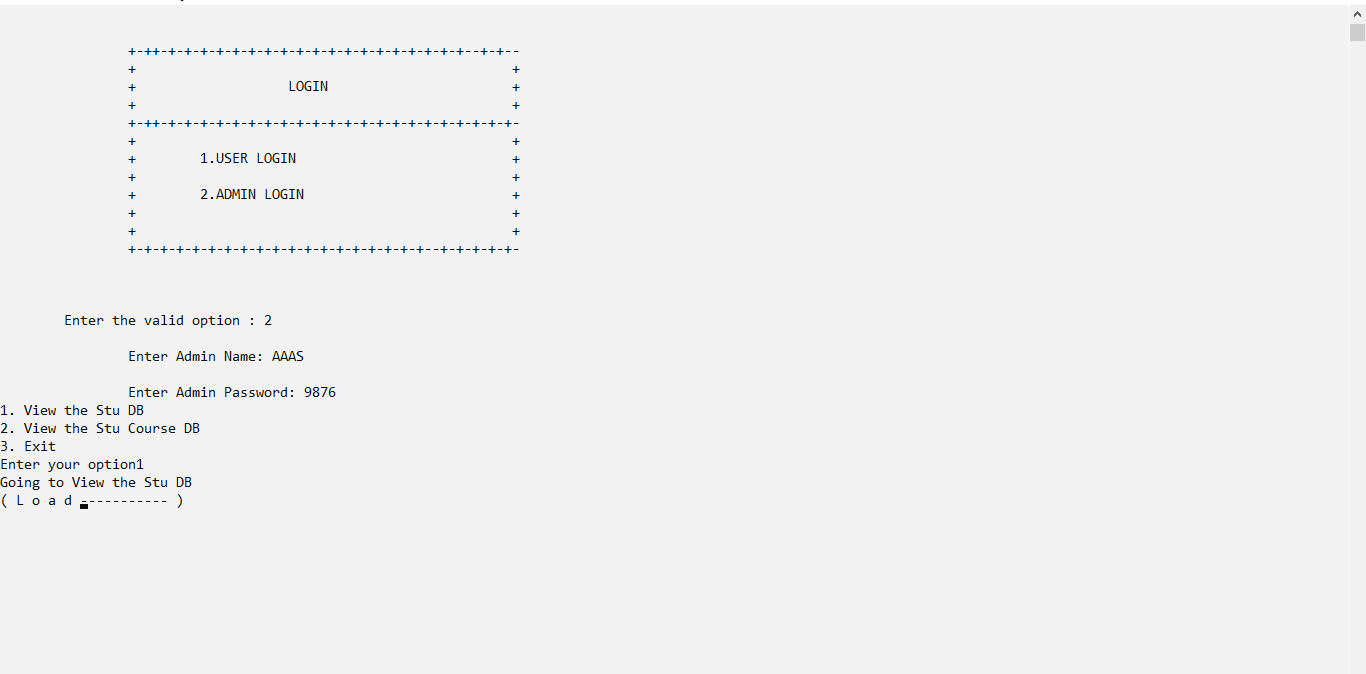 +-++-+-+-+-+-+-+-+-+-+-+-+-+-+-+-+-+-+-+--+-+--
+ +
+ LOGIN +
+ +
+-++-+-+-+-+-+-+-+-+-+-+-+-+-+-+-+-+-+-+-+-+-+-+-
+ +
+ 1.USER LOGIN +
+ +
+ 2.ADMIN LOGIN +
+ +
+ +
+-+-+-+-+-+-+-+-+-+-+-+-+-+-+-+-+-+-+--+-+-+-+-+-
Enter the valid option : 2
Enter Admin Name: AAAS
Enter Admin Password: 9876
1. View the Stu DB
2. View the Stu Course DB
3. Exit
Enter your option1
Going to View the Stu DB
( L o a d ----------- )